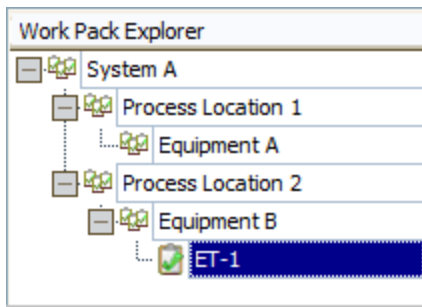 Work Pack Explorer
System A
Process Location 1
Equipment A
Process Location 2
Equipment B
ET-1